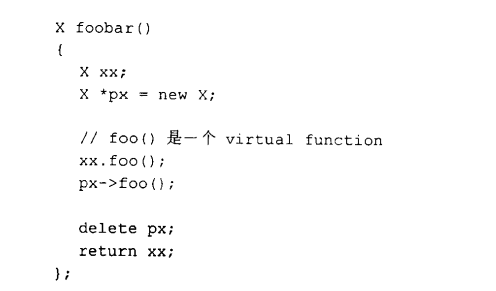 X foobar()
{
X xx;
X *px = new X;
// foo() 是一个 virtual function
xx.foo();
px->foo();
delete px;
return xx;
};